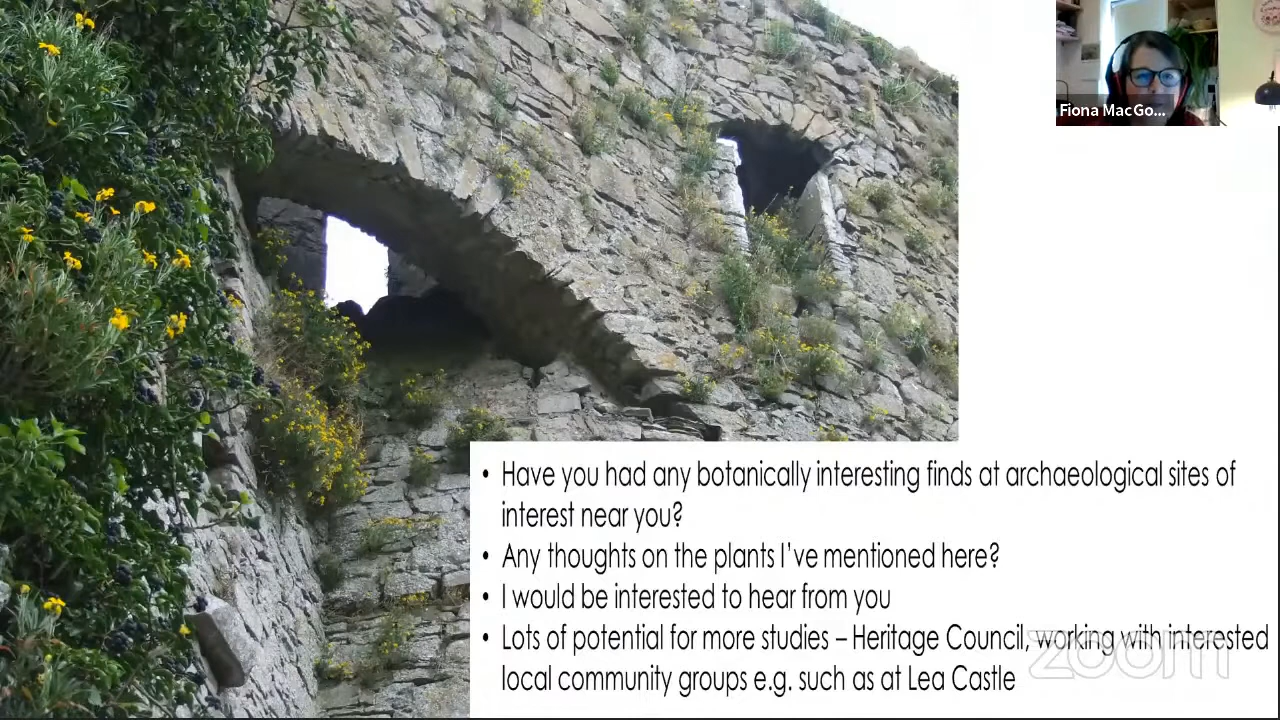 Fiona MacGo...
• Have you had any botanically interesting finds at archaeological sites of
interest near you?
• Any thoughts on the plants I've mentioned here?
• I would be interested to hear from you
• Lots of potential for more studies – Heritage Council, working with interested
local community groups e.g. such as at Lea Castle
zoom